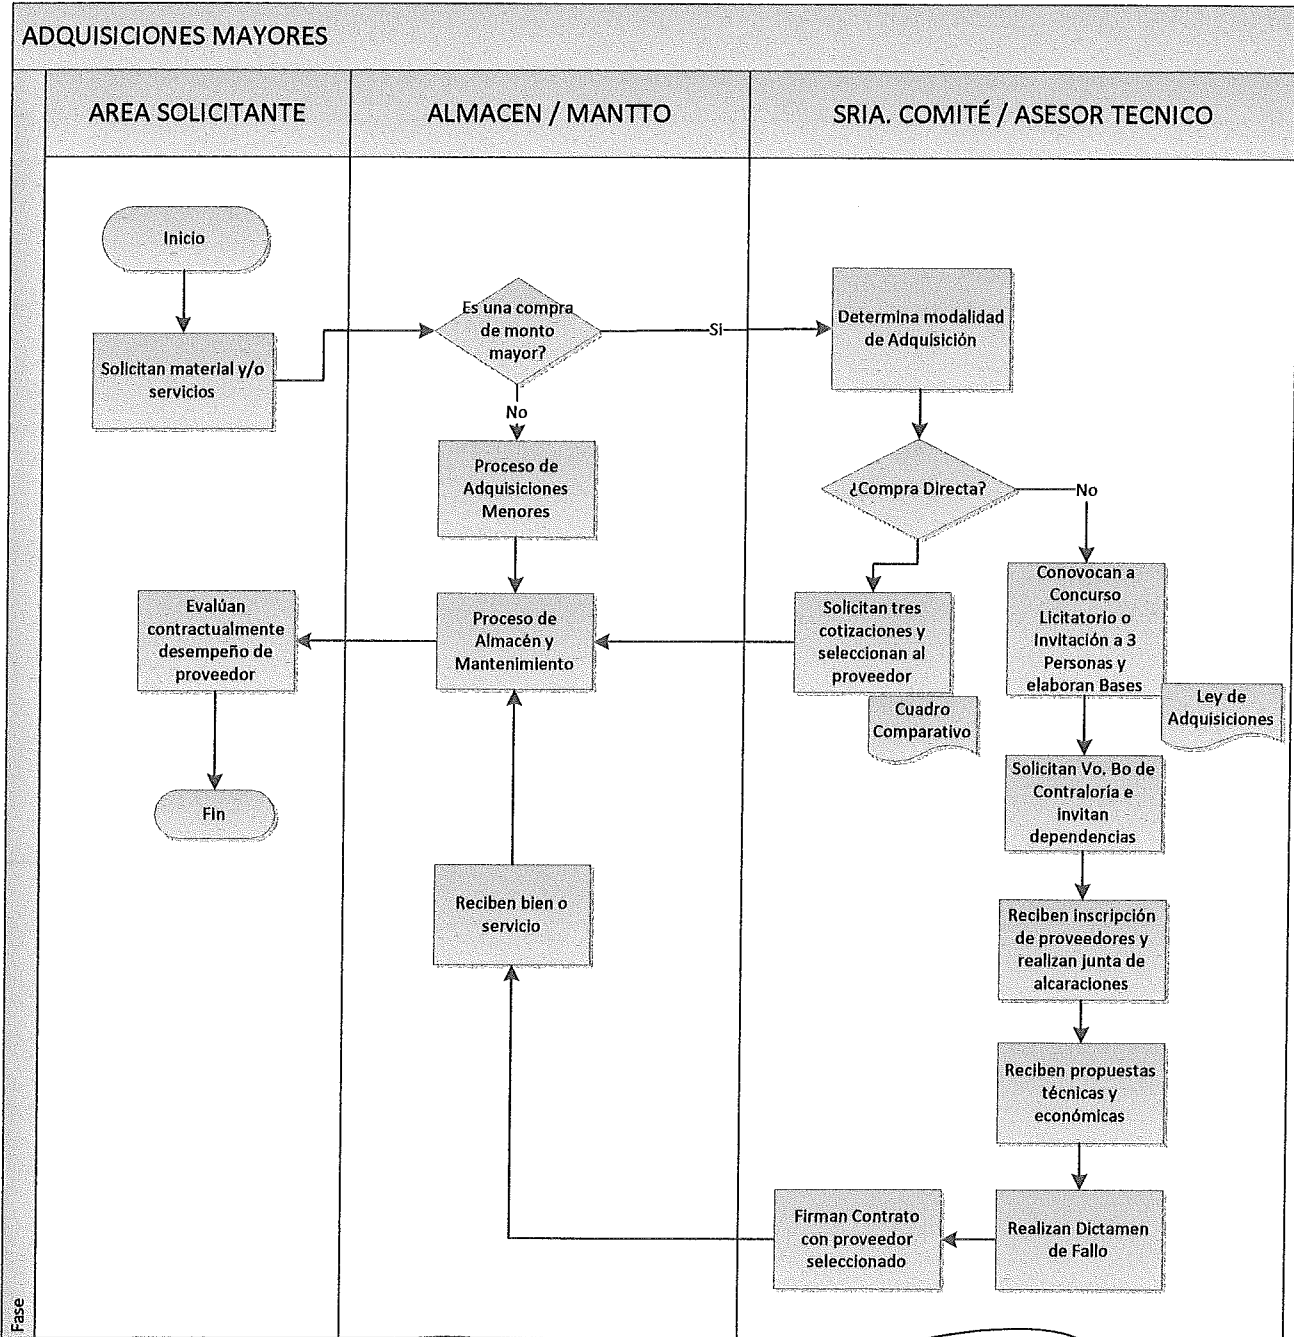 ADQUISICIONES MAYORES
AREA SOLICITANTE
ALMACEN / MANTTO
SRIA. COMITÉ / ASESOR TECNICO
Inicio
Solicitan material y/o
servicios
Es una compra
de monto
mayor?
Si
No
Determina modalidad
de Adquisición
Proceso de
Adquisiciones
Menores
¿Compra Directa?
No
Evalúan
contractualmente
desempeño de
proveedor
Proceso de
Almacén y
Mantenimiento
Solicitan tres
cotizaciones y
seleccionan al
proveedor
Cuadro
Comparativo
Conovocan a
Concurso
Licitatorio o
Invitación a 3
Personas y
elaboran Bases
Ley de
Adquisiciones
Fin
Solicitan Vo. Bo de
Contraloría e
invitan
dependencias
Reciben bien o
servicio
Reciben inscripción
de proveedores y
realizan junta de
alcaraciones
Reciben propuestas
técnicas y
económicas
Firman Contrato
con proveedor
seleccionado
Realizan Dictamen
de Fallo
Fase